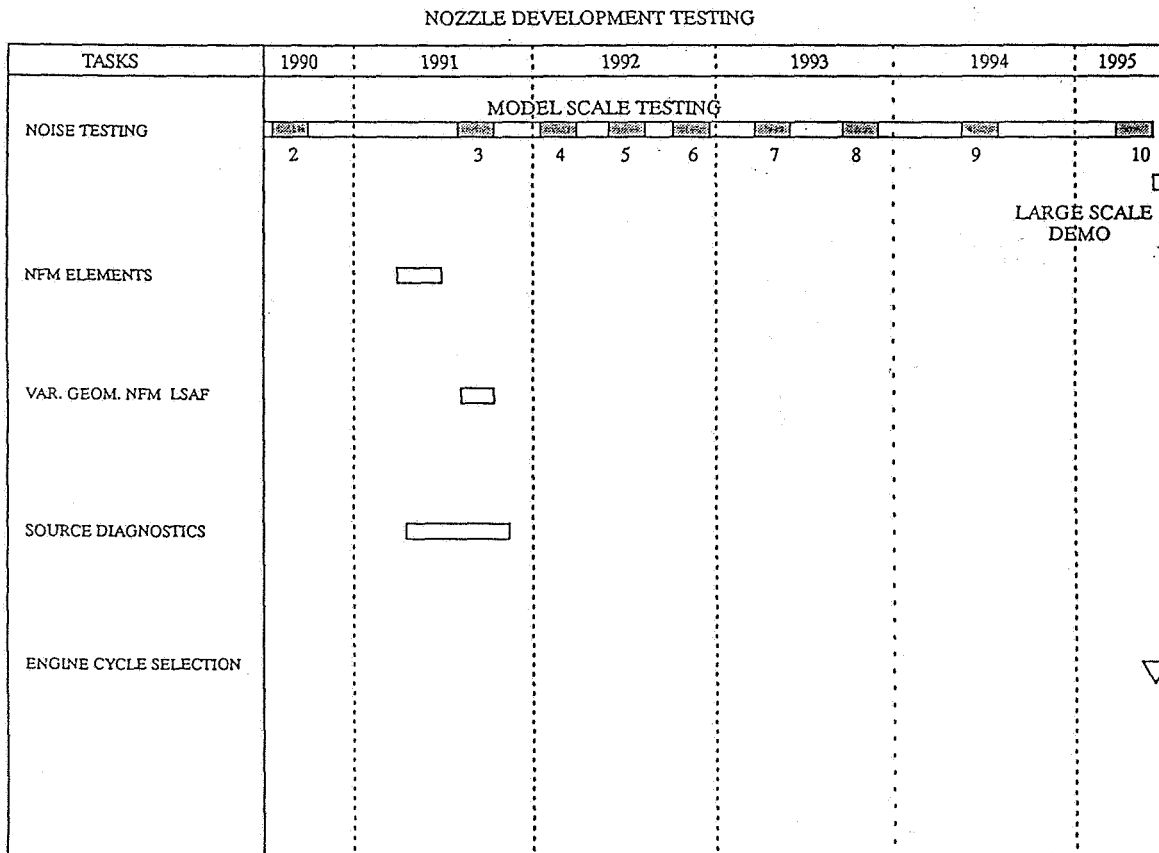 NOZZLE DEVELOPMENT TESTING
TASKS 1990 1991 1992 1993 1994 1995
MODEL SCALE TESTING
NOISE TESTING
2 3 4 5 6 7 8 9 10
LARGE SCALE
DEMO
NFM ELEMENTS
VAR. GEOM. NFM LSAF
SOURCE DIAGNOSTICS
ENGINE CYCLE SELECTION